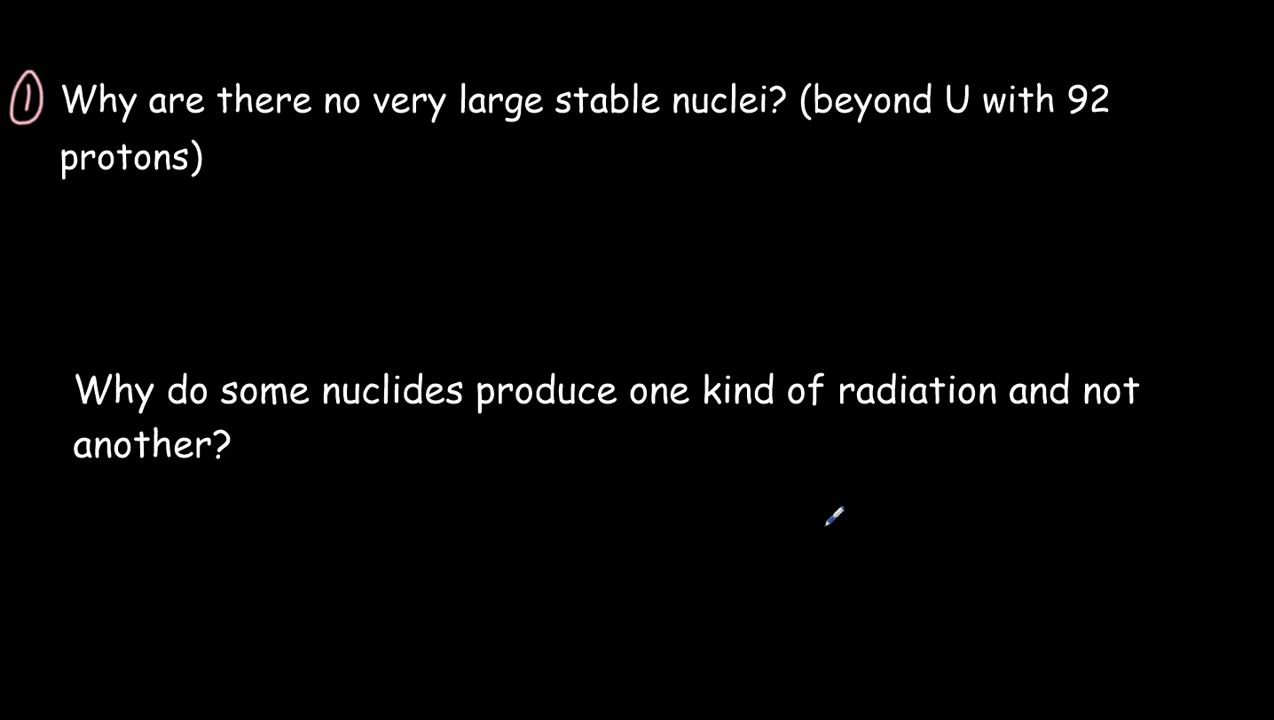 ① Why are there no very large stable nuclei? (beyond U with 92
protons)
Why do some nuclides produce one kind of radiation and not
another?